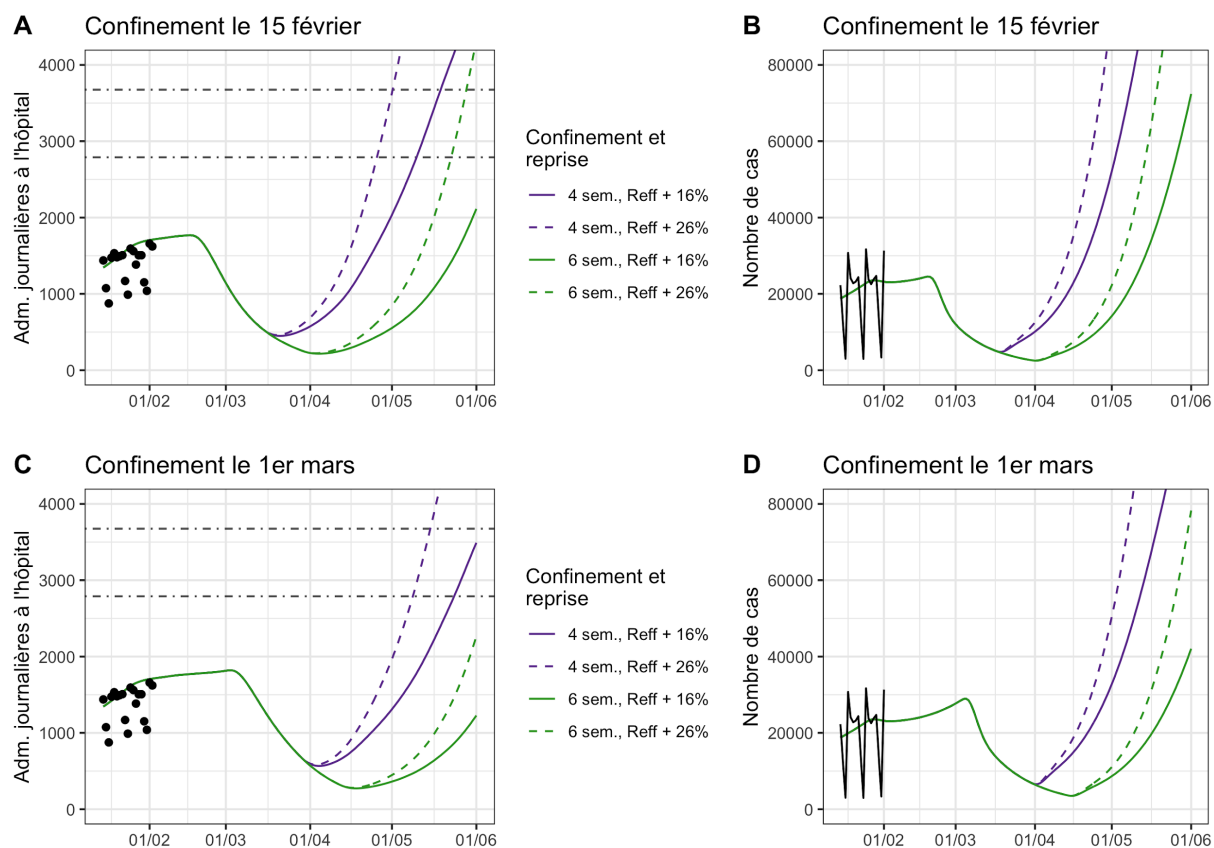 A
Confinement le 15 février
Adm. journalières à l'hôpital
4000
3000
2000
1000
0
01/02
01/03
01/04
01/05
01/06
Confinement et
reprise
4 sem., Reff + 16%
4 sem., Reff + 26%
6 sem., Reff + 16%
6 sem., Reff + 26%
B
Confinement le 15 février
Nombre de cas
80000
60000
40000
20000
0
01/02
01/03
01/04
01/05
01/06
C
Confinement le 1er mars
Adm. journalières à l'hôpital
4000
3000
2000
1000
0
01/02
01/03
01/04
01/05
01/06
Confinement et
reprise
4 sem., Reff + 16%
4 sem., Reff + 26%
6 sem., Reff + 16%
6 sem., Reff + 26%
D
Confinement le 1er mars
Nombre de cas
80000
60000
40000
20000
0
01/02
01/03
01/04
01/05
01/06